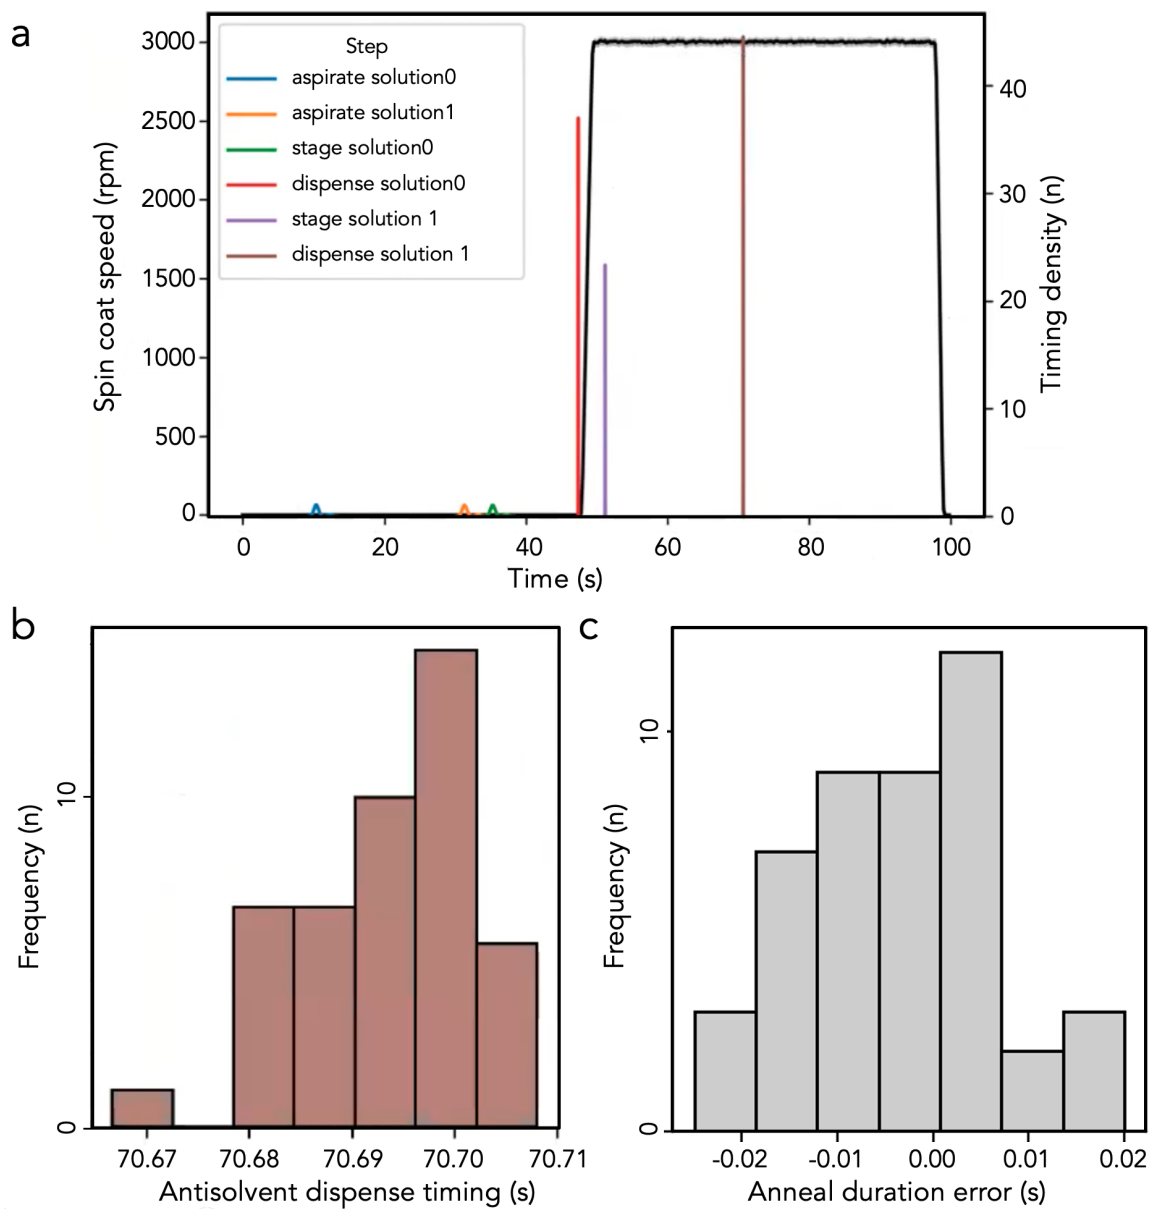 a
Step
aspirate solution0
aspirate solution1
stage solution0
dispense solution0
stage solution 1
dispense solution 1
3000
2500
2000
1500
1000
500
0
Spin coat speed (rpm)
40
30
20
10
0
Timing density (n)
0 20 40 60 80 100
Time (s)
b
10
0
Frequency (n)
70.67 70.68 70.69 70.70 70.71
Antisolvent dispense timing (s)
c
10
0
Frequency (n)
-0.02 -0.01 0.00 0.01 0.02
Anneal duration error (s)